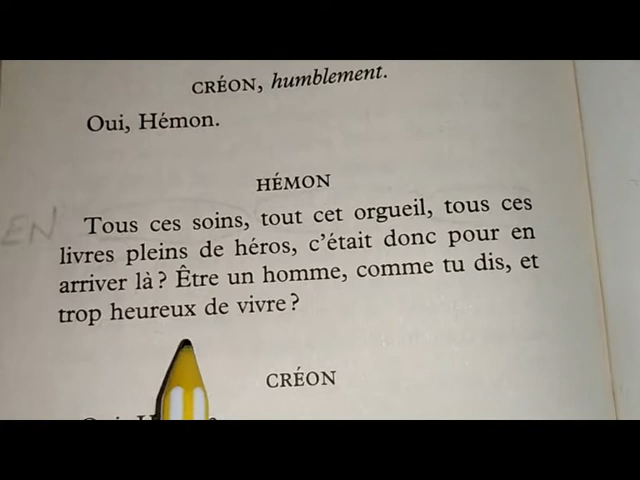 CRÉON, humblement.
Oui, Hémon.
HÉMON
EN
Tous ces soins, tout cet orgueil, tous ces
livres pleins de héros, c'était donc pour en
arriver là ? Être un homme, comme tu dis, et
trop heureux de vivre ?
CRÉON